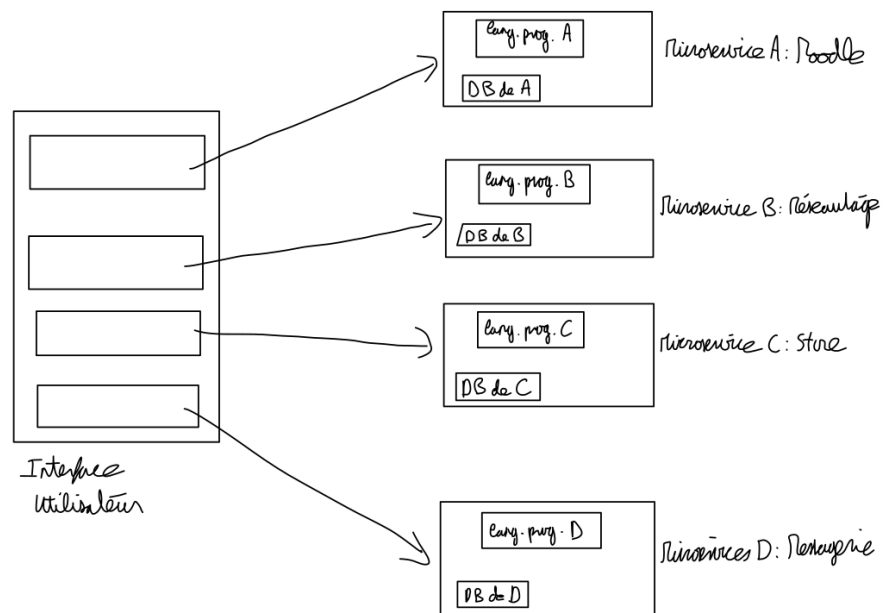 lang. prog. A
DB de A
Microservice A: Moodle
lang. prog. B
DB de B
Microservice B: Réseautage
lang. prog. C
DB de C
Microservice C: Store
Interface
Utilisateur
lang. prog. D
DB de D
Microservices D: Messagerie